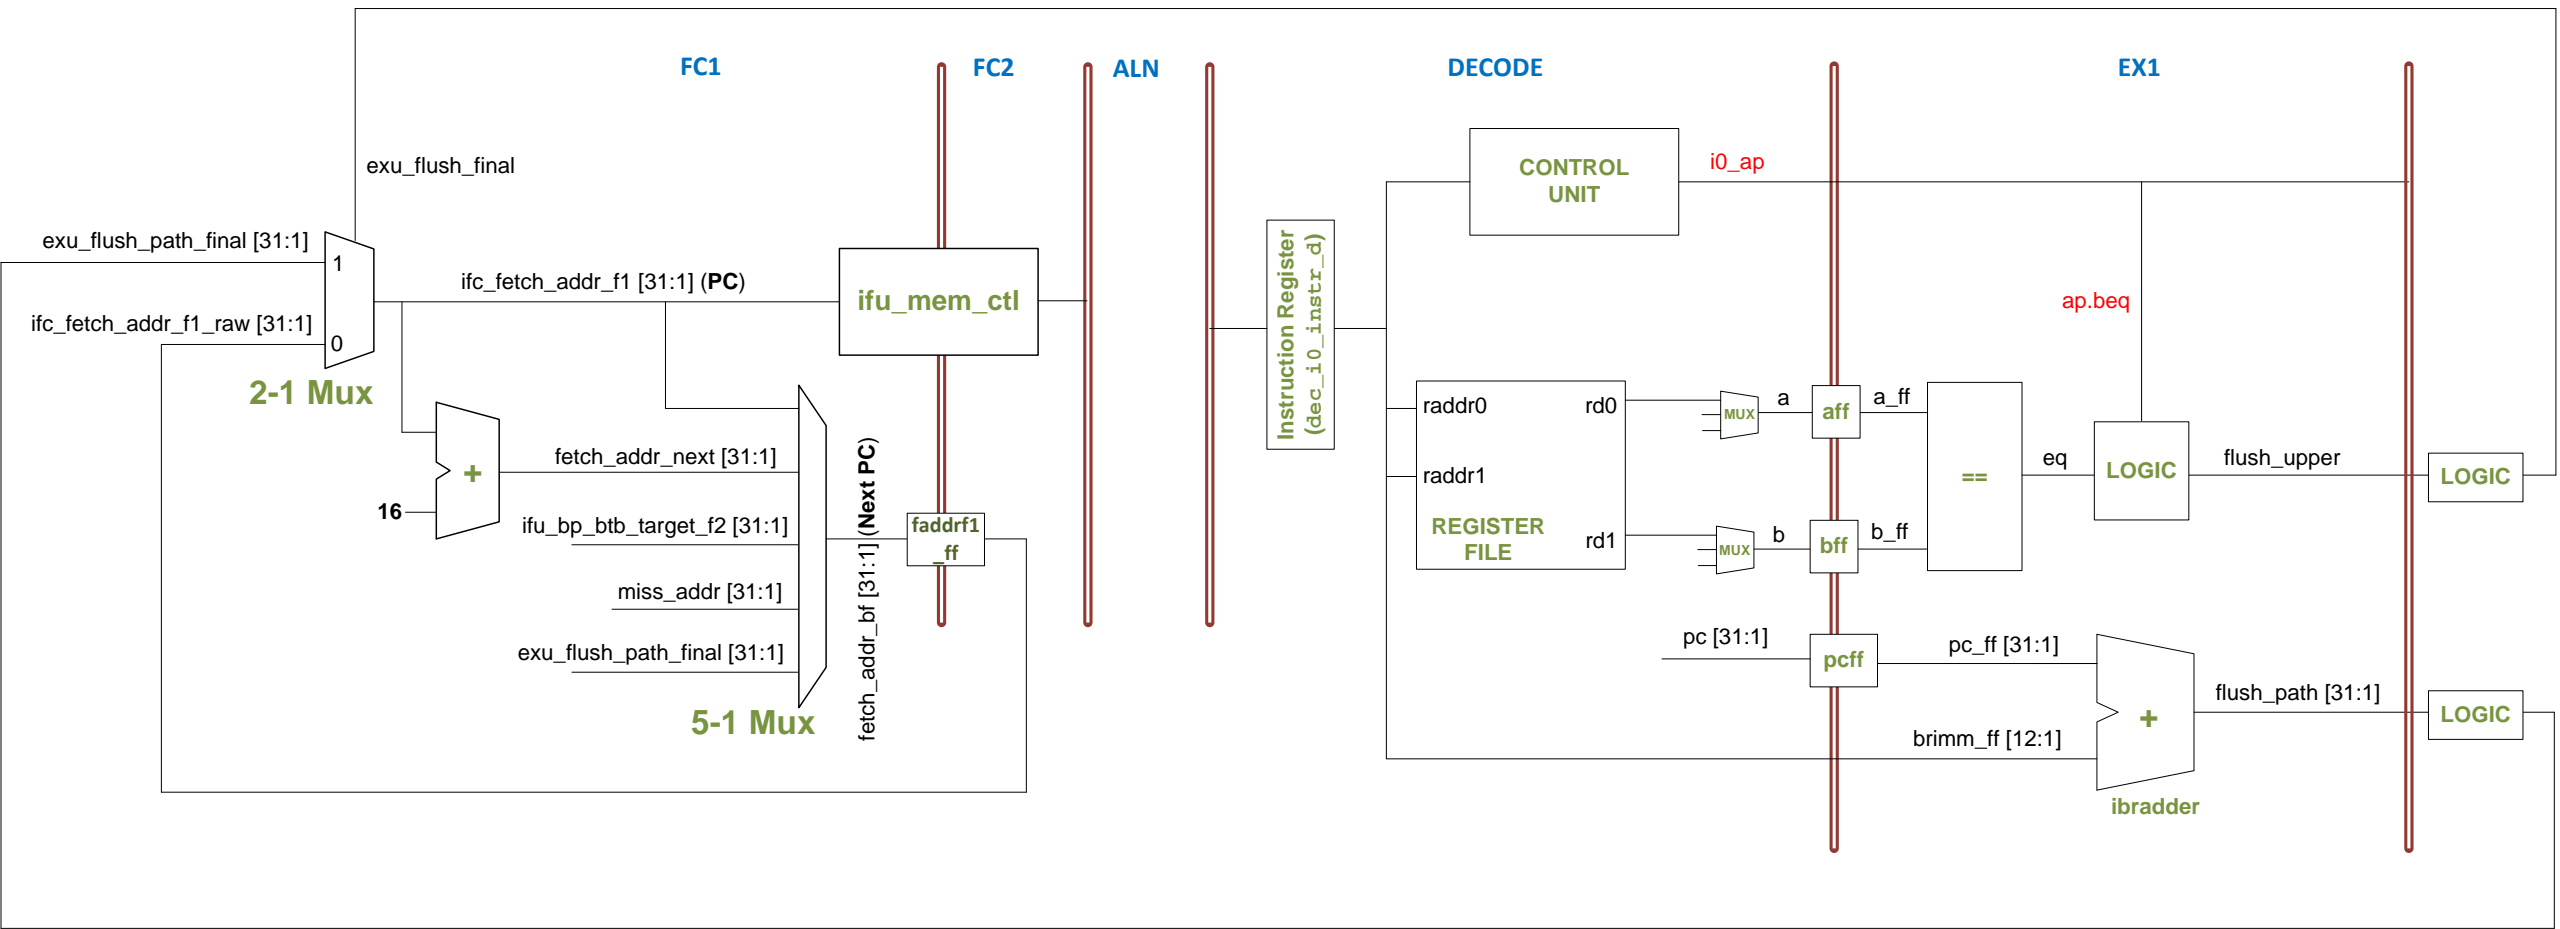 FC1
FC2
ALN
DECODE
EX1
exu_flush_final
exu_flush_path_final [31:1]
1
ifc_fetch_addr_f1_raw [31:1]
0
2-1 Mux
ifc_fetch_addr_f1 [31:1] (PC)
ifu_mem_ctl
+
16
fetch_addr_next [31:1]
ifu_bp_btb_target_f2 [31:1]
miss_addr [31:1]
exu_flush_path_final [31:1]
5-1 Mux
fetch_addr_bf [31:1] (Next PC)
faddrf1
_ff
Instruction Register
(dec_i0_instr_d)
CONTROL
UNIT
i0_ap
ap.beq
raddr0
rd0
raddr1
REGISTER
FILE
rd1
MUX
a
aff
a_ff
MUX
b
bff
b_ff
==
eq
LOGIC
flush_upper
LOGIC
pc [31:1]
pcff
pc_ff [31:1]
brimm_ff [12:1]
+
ibradder
flush_path [31:1]
LOGIC